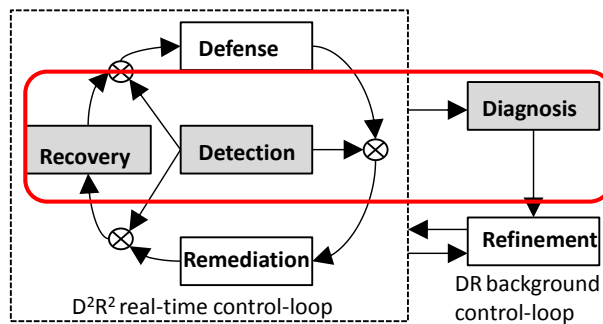 Defense
Diagnosis
Recovery
Detection
Refinement
Remediation
D²R² real-time control-loop
DR background
control-loop